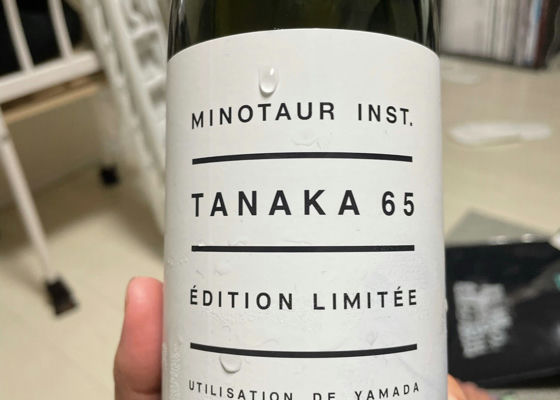 MINOTAUR INST.
TANAKA 65
ÉDITION LIMITÉE
UTILISATION DE YAMADA